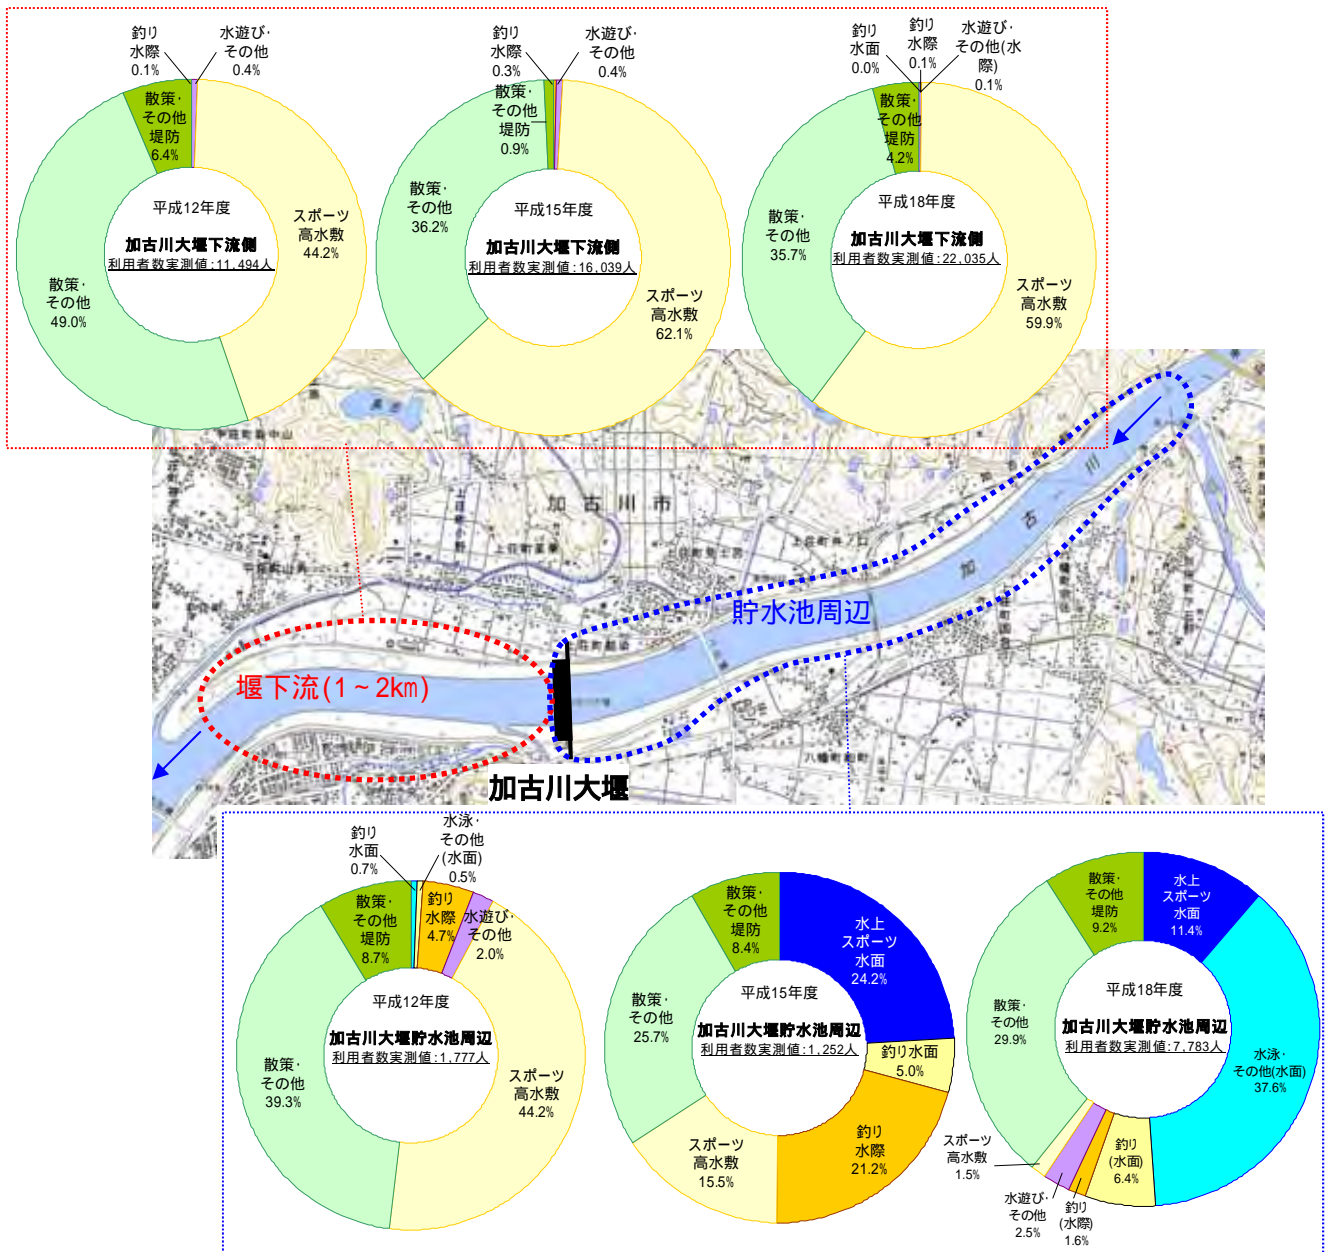 釣り
水際
0.1%
水遊び・
その他
0.4%
散策・
その他
堤防
6.4%
平成12年度
加古川大堰下流側
利用者数実測値:11,494人
スポーツ
高水敷
44.2%
散策・
その他
49.0%
釣り
水際
0.3%
水遊び・
その他
0.4%
散策・
その他
堤防
0.9%
散策・
その他
36.2%
平成15年度
加古川大堰下流側
利用者数実測値:16,039人
スポーツ
高水敷
62.1%
釣り
水面
0.0%
釣り
水際
0.1%
水遊び・
その他(水
際)
0.1%
散策・
その他
堤防
4.2%
散策・
その他
35.7%
平成18年度
加古川大堰下流側
利用者数実測値:22,035人
スポーツ
高水敷
59.9%
加古川市
加古川
貯水池周辺
堰下流(1~2km)
加古川大堰
釣り
水面
0.7%
水泳・
その他
(水面)
0.5%
散策・
その他
堤防
8.7%
釣り
水際
4.7%
水遊び・
その他
2.0%
平成12年度
加古川大堰貯水池周辺
利用者数実測値:1,777人
散策・
その他
39.3%
スポーツ
高水敷
44.2%
散策・
その他
堤防
8.4%
水上
スポーツ
水面
24.2%
散策・
その他
25.7%
平成15年度
加古川大堰貯水池周辺
利用者数実測値:1,252人
釣り水面
5.0%
スポーツ
高水敷
15.5%
釣り
水際
21.2%
散策・
その他
堤防
9.2%
水上
スポーツ
水面
11.4%
散策・
その他
29.9%
平成18年度
加古川大堰貯水池周辺
利用者数実測値:7,783人
水泳・
その他(水面)
37.6%
スポーツ
高水敷
1.5%
水遊び・
その他
2.5%
釣り
(水際)
1.6%
釣り
(水面)
6.4%